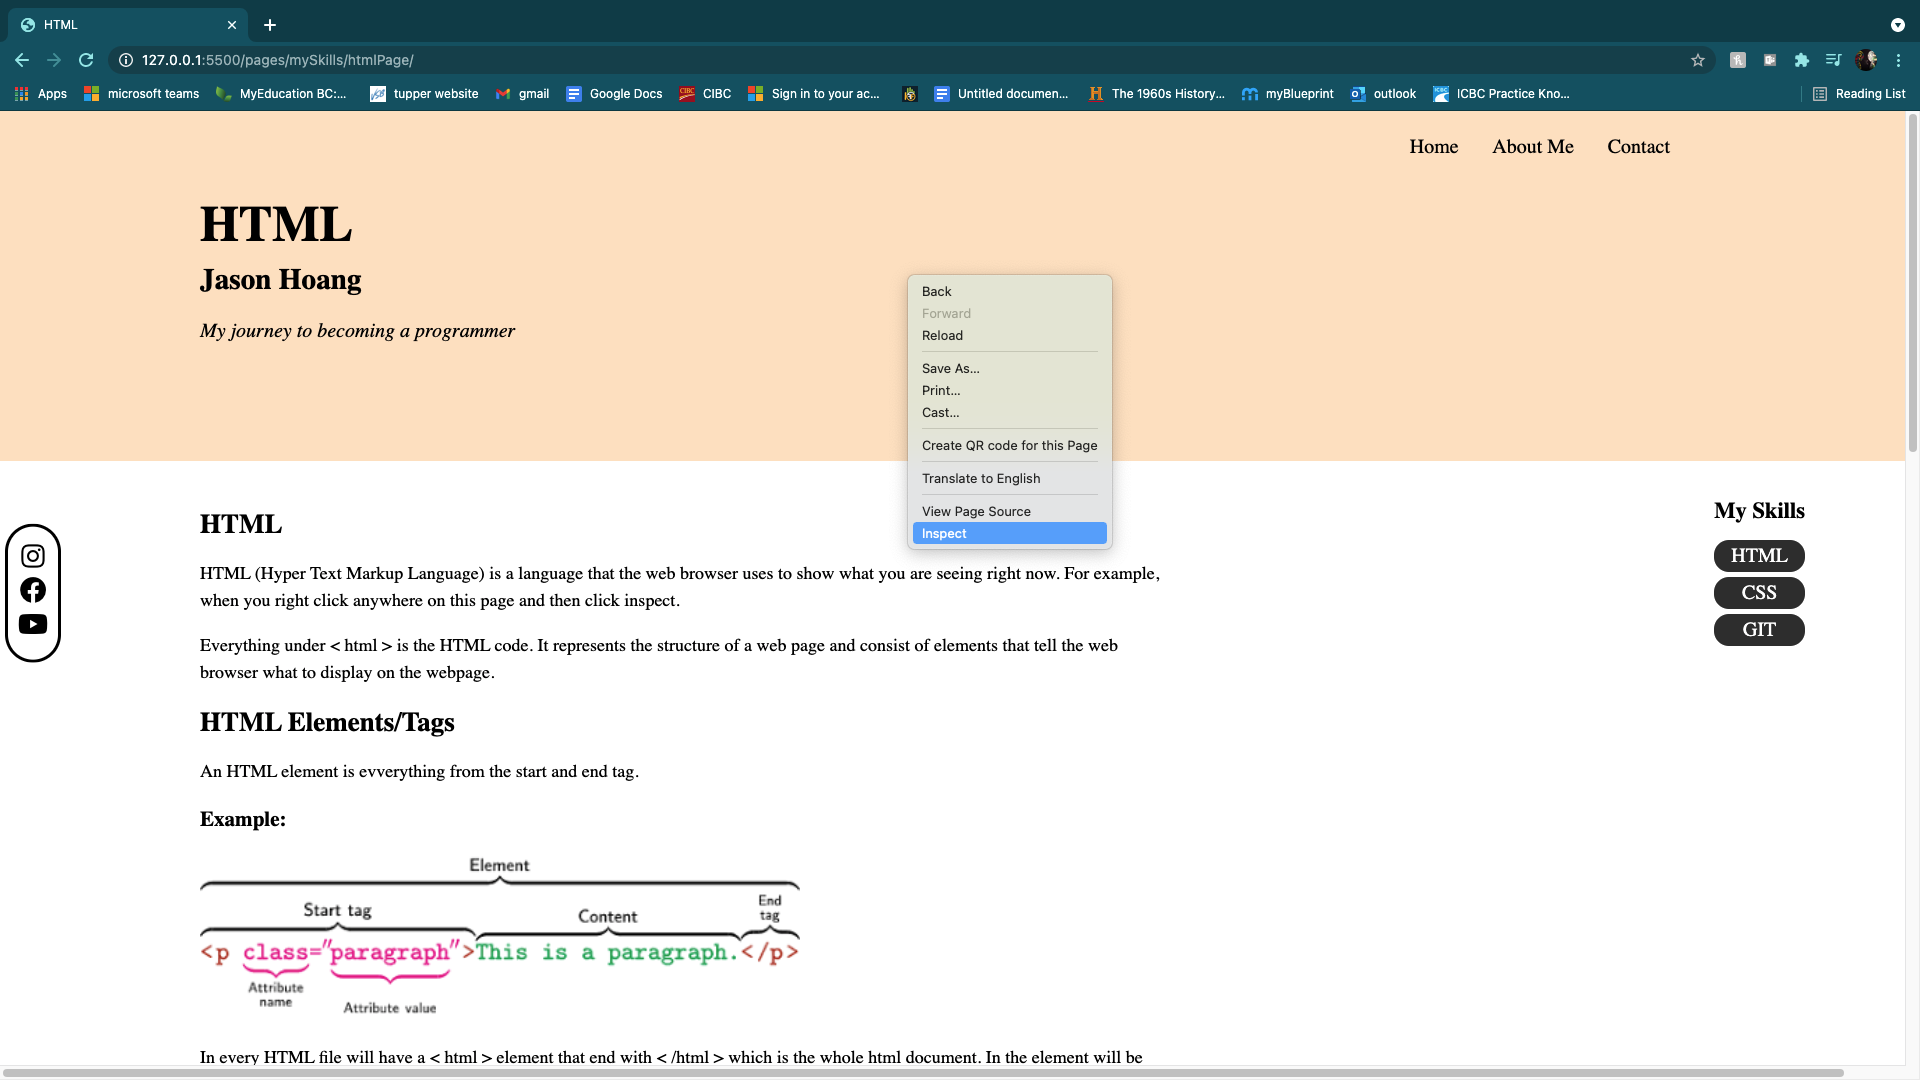 HTML
127.0.0.1:5500/pages/mySkills/htmlPage/
Apps microsoft teams MyEducation BC:... tupper website gmail Google Docs CIBC Sign in to your ac... Untitled documen... The 1960s History... myBlueprint outlook ICBC Practice Kno... Reading List
Home About Me Contact
HTML
Jason Hoang
My journey to becoming a programmer
Back
Forward
Reload
Save As...
Print...
Cast...
Create QR code for this Page
Translate to English
View Page Source
Inspect
HTML
HTML (Hyper Text Markup Language) is a language that the web browser uses to show what you are seeing right now. For example,
when you right click anywhere on this page and then click inspect.
Everything under < html > is the HTML code. It represents the structure of a web page and consist of elements that tell the web
browser what to display on the webpage.
HTML Elements/Tags
An HTML element is evverything from the start and end tag.
Example:
Element
Start tag
Content
End
tag
<p class="paragraph">This is a paragraph.</p>
Attribute
name
Attribute value
In every HTML file will have a < html > element that end with < /html > which is the whole html document. In the element will be
My Skills
HTML
CSS
GIT